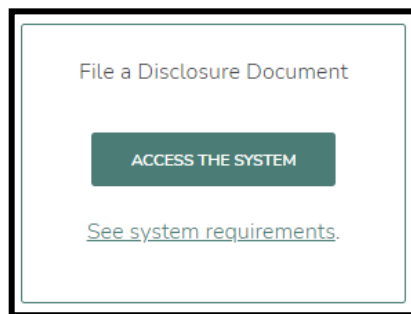 File a Disclosure Document
ACCESS THE SYSTEM
See system requirements.